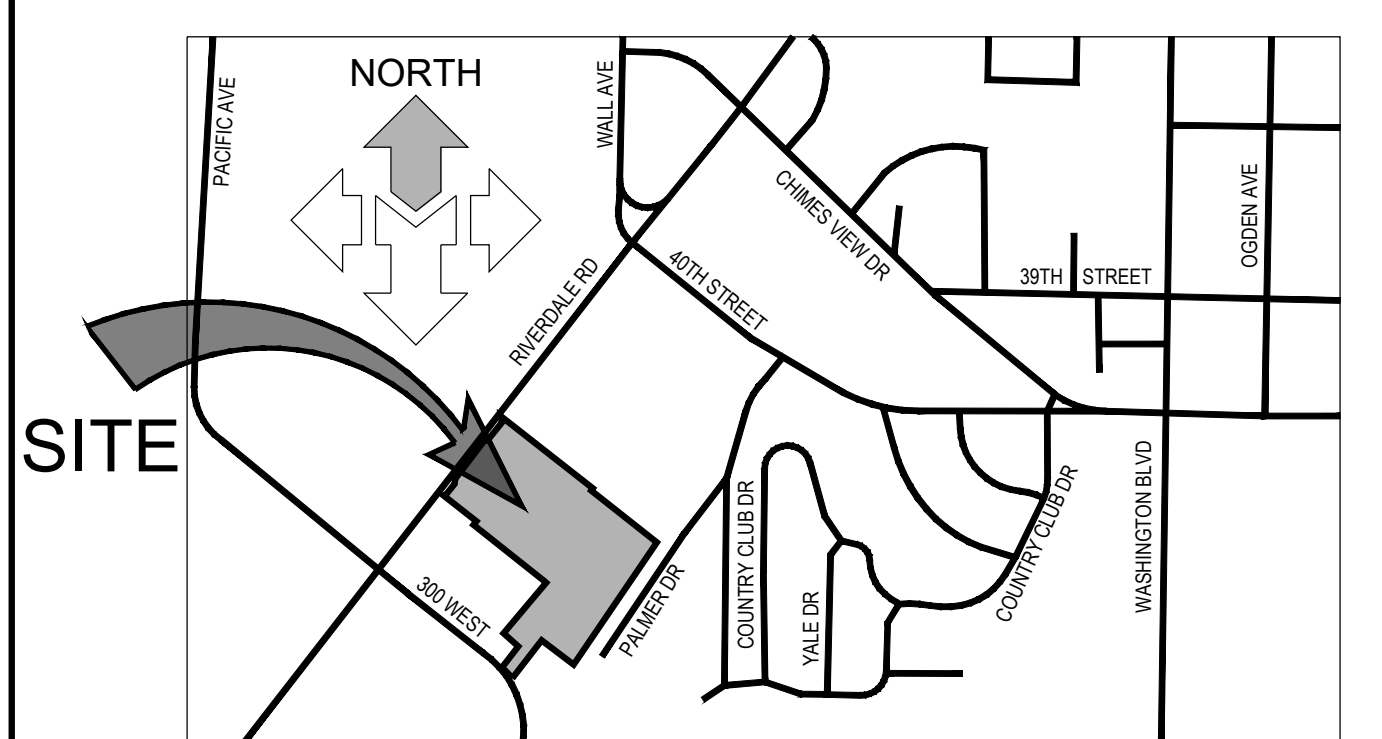 NORTH
PACIFIC AVE
WALL AVE
CHIMES VIEW DR
OGDEN AVE
39TH STREET
40TH STREET
RIVERDALE RD
SITE
300 WEST
PALMER DR
COUNTRY CLUB DR
YALE DR
COUNTRY CLUB DR
WASHINGTON BLVD